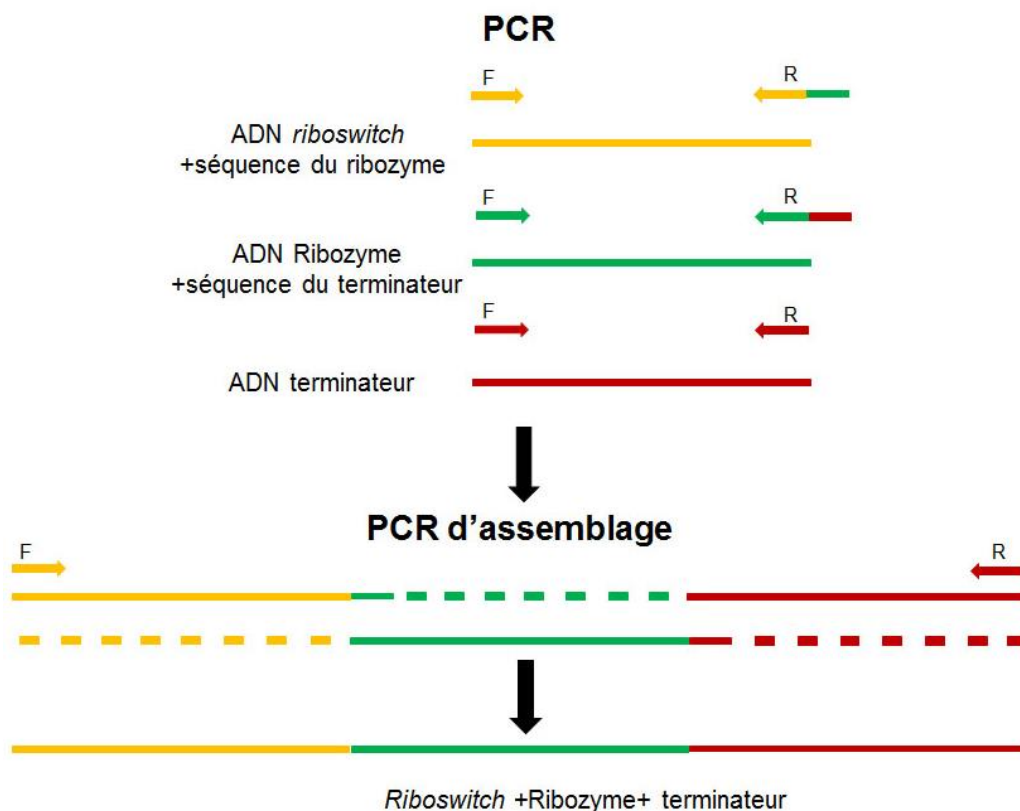 PCR
F R
ADN riboswitch
+séquence du ribozyme
F R
ADN Ribozyme
+séquence du terminateur
F R
ADN terminateur
PCR d'assemblage
F R
Riboswitch +Ribozyme+ terminateur